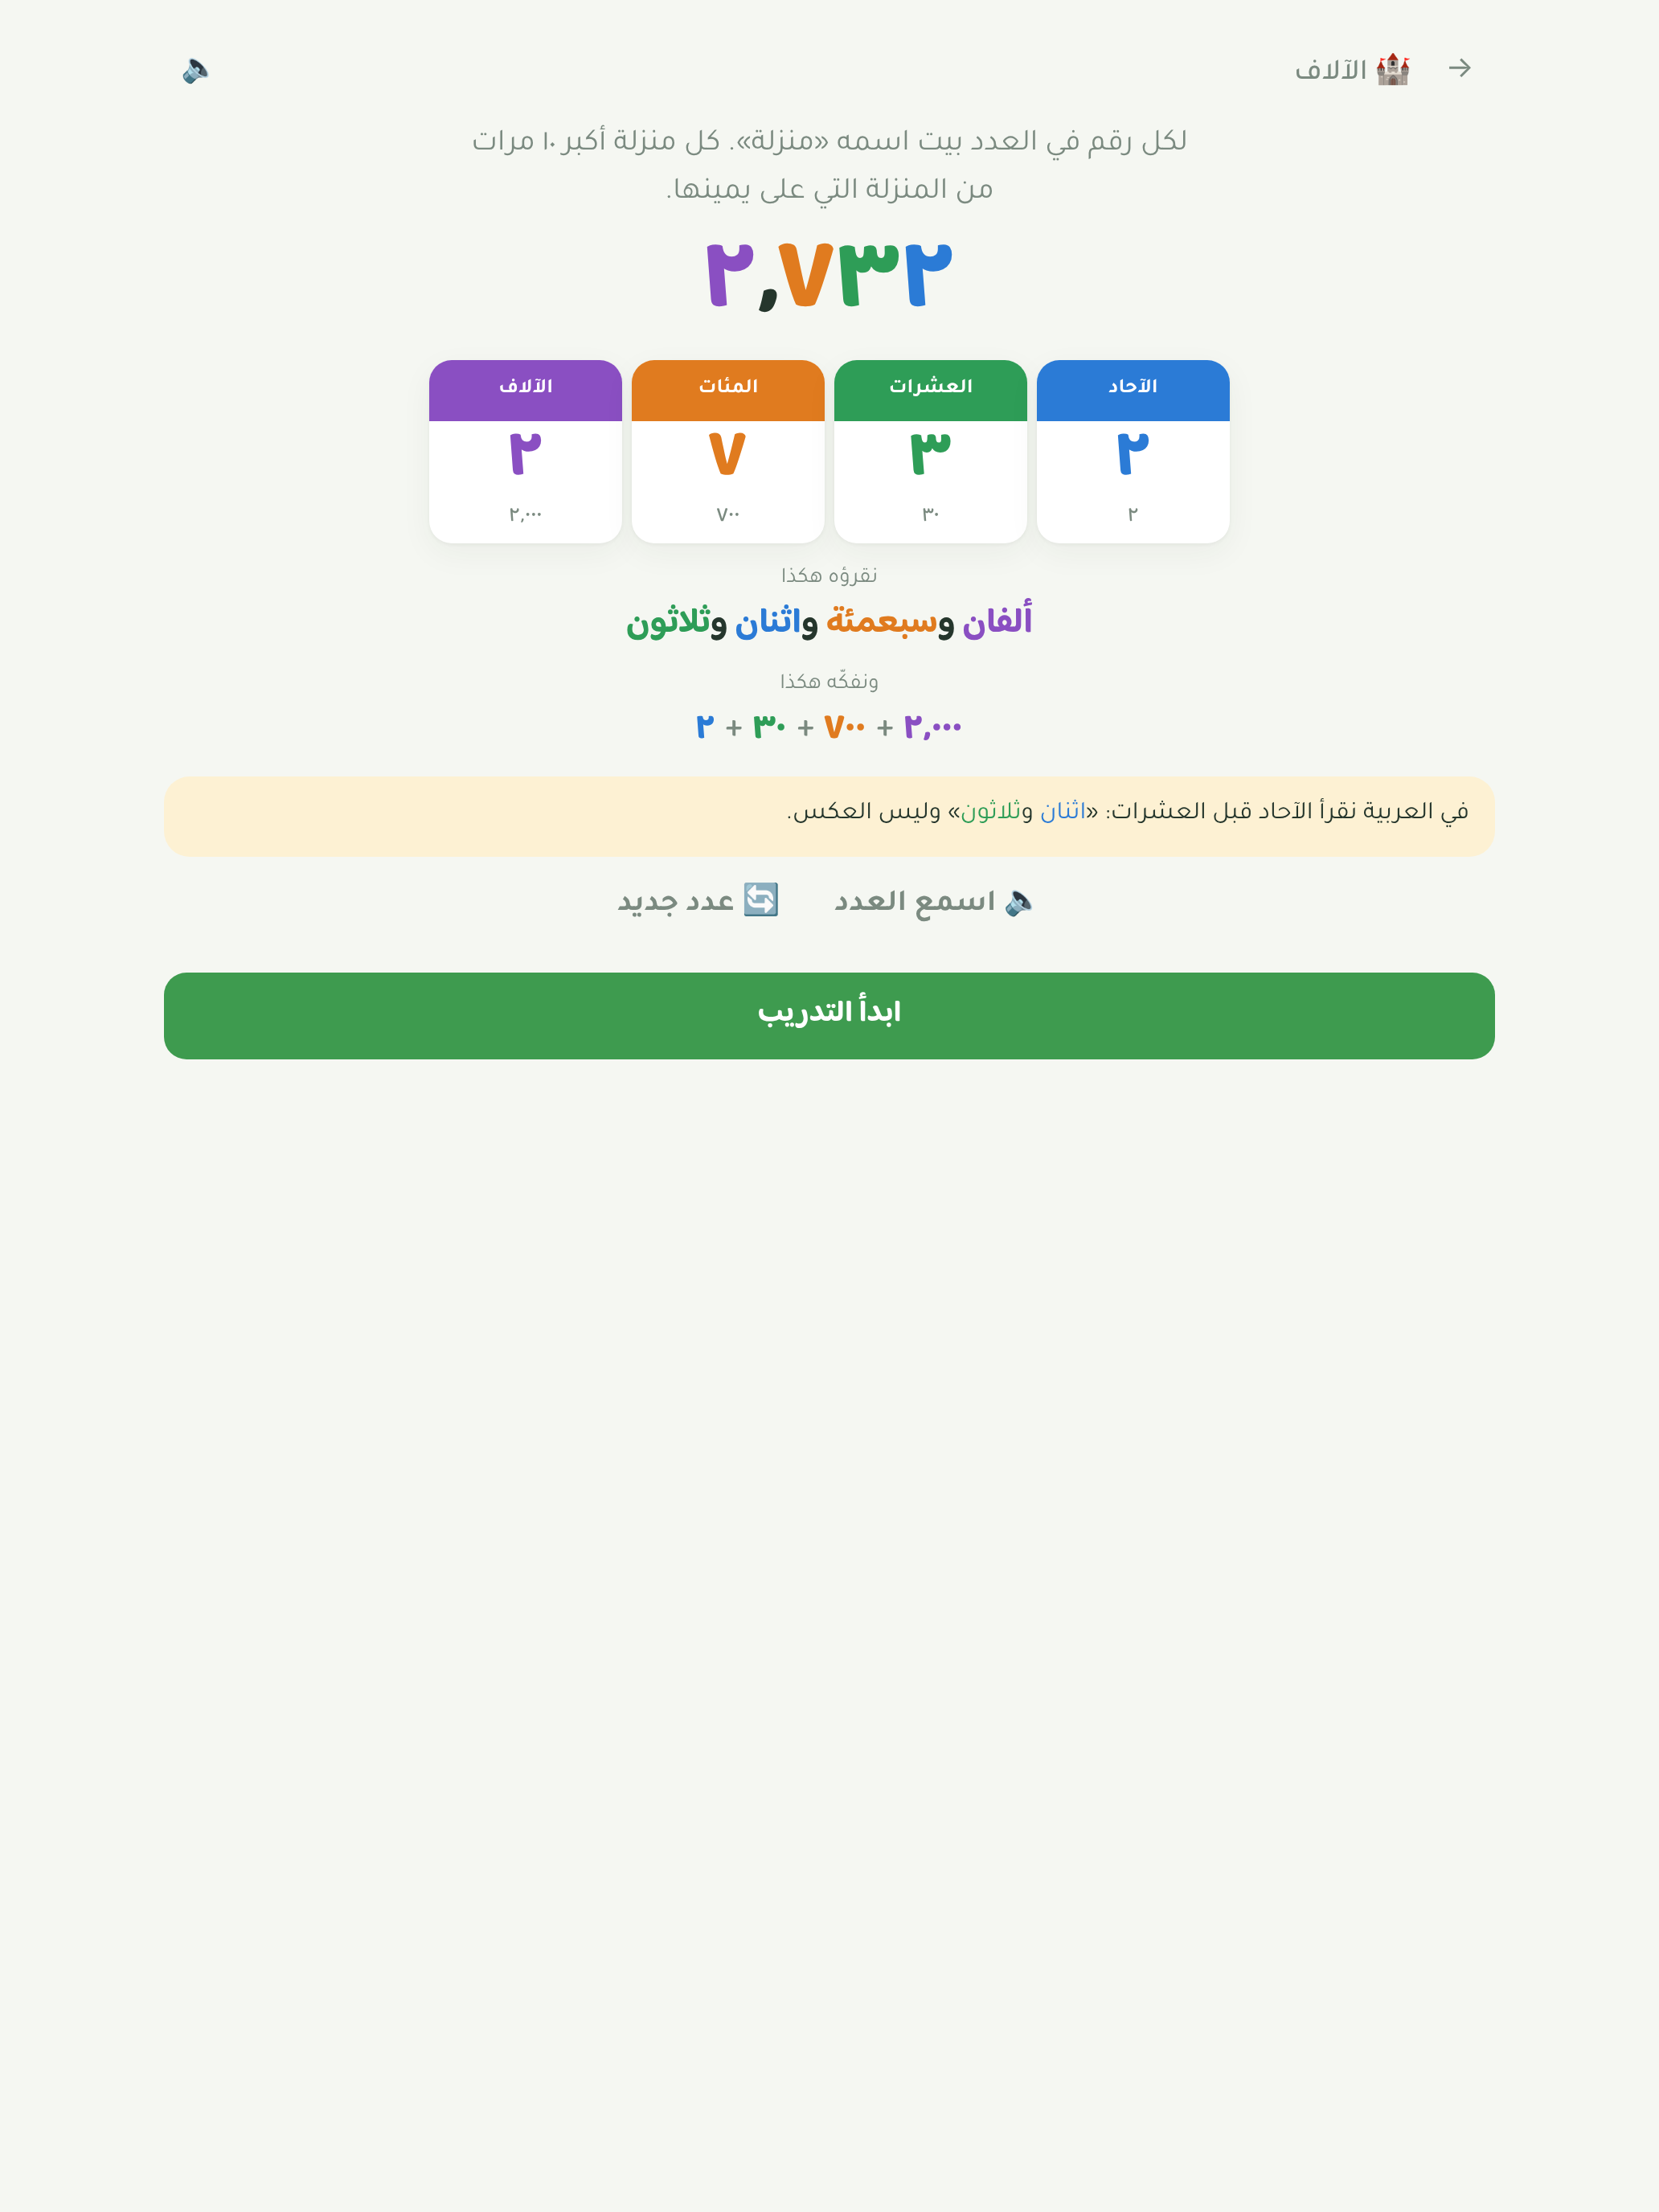 🏰 الآلاف
لكل رقم في العدد بيت اسمه «منزلة». كل منزلة أكبر ١٠ مرات
من المنزلة التي على يمينها.
٢,٧٣٢
الآحاد العشرات المئات الآلاف
٢ ٣ ٧ ٢
٢ ٣٠ ٧٠٠ ٢,٠٠٠
نقرؤه هكذا
ألفان وسبعمئة واثنان وثلاثون
ونفكّه هكذا
٢,٠٠٠ + ٧٠٠ + ٣٠ + ٢
في العربية نقرأ الآحاد قبل العشرات: «اثنان وثلاثون» وليس العكس.
🔈 اسمع العدد 🔄 عدد جديد
ابدأ التدريب